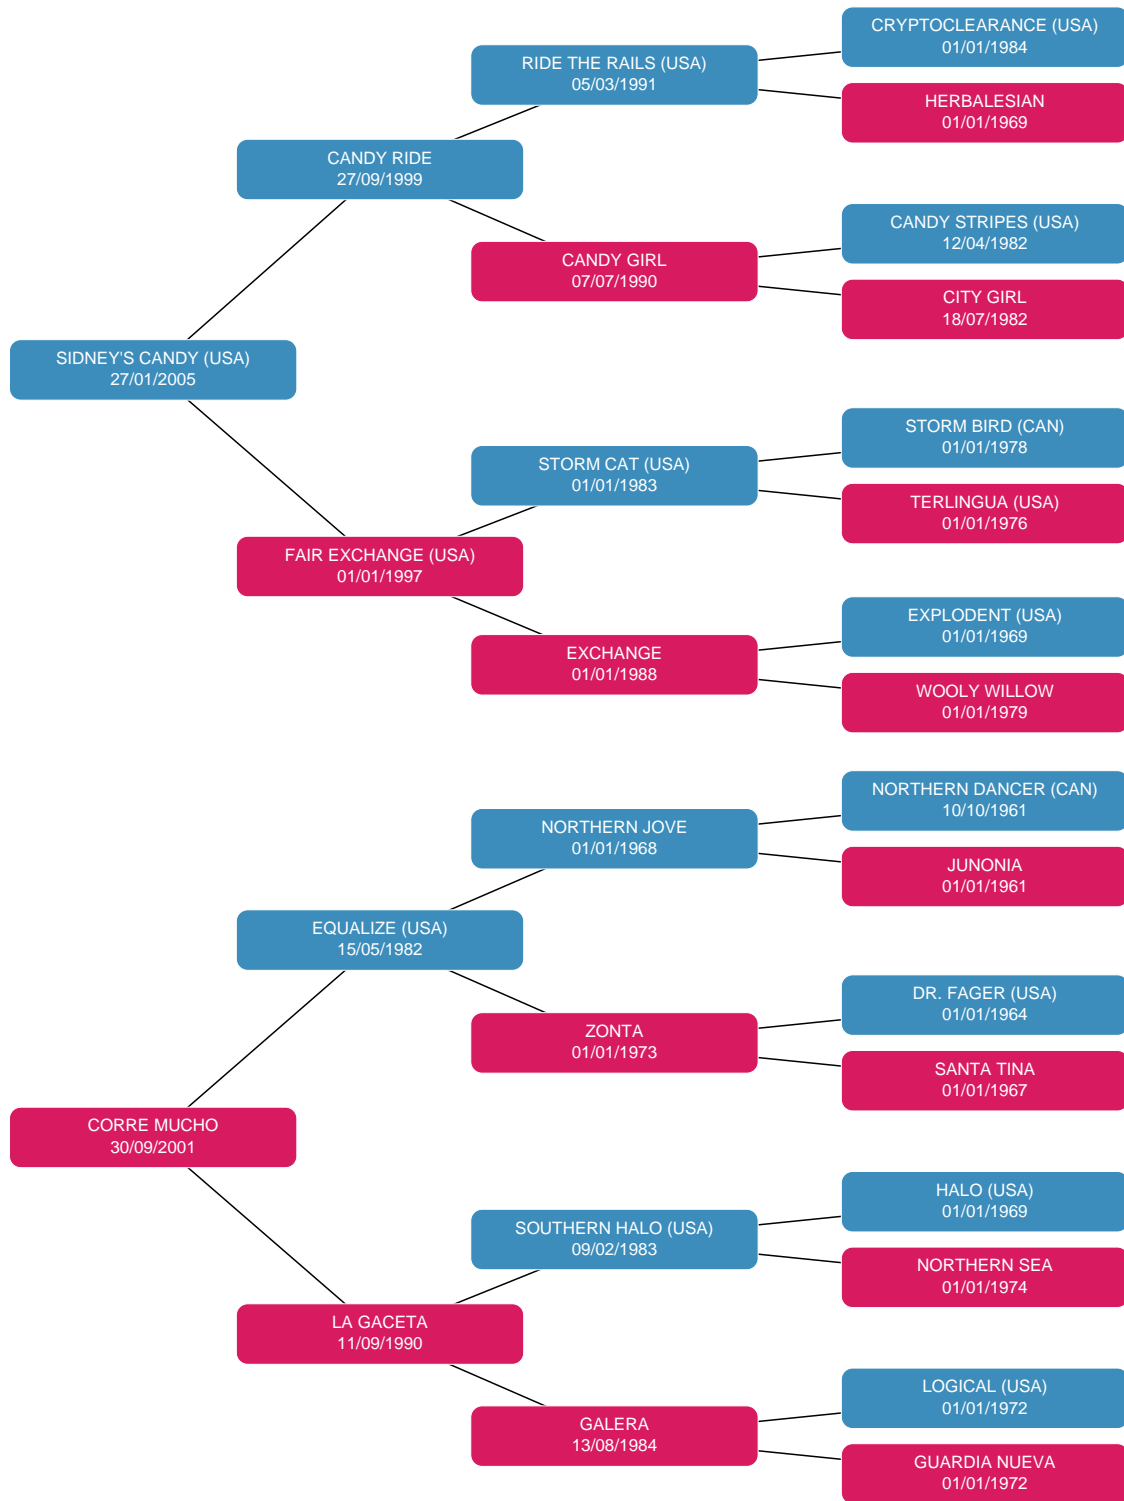 CRYPTOCLEARANCE (USA)
01/01/1984
RIDE THE RAILS (USA)
05/03/1991
HERBALESIAN
01/01/1969
CANDY RIDE
27/09/1999
CANDY STRIPES (USA)
12/04/1982
CANDY GIRL
07/07/1990
CITY GIRL
18/07/1982
SIDNEY'S CANDY (USA)
27/01/2005
STORM BIRD (CAN)
01/01/1978
STORM CAT (USA)
01/01/1983
TERLINGUA (USA)
01/01/1976
FAIR EXCHANGE (USA)
01/01/1997
EXPLODENT (USA)
01/01/1969
EXCHANGE
01/01/1988
WOOLY WILLOW
01/01/1979
NORTHERN DANCER (CAN)
10/10/1961
NORTHERN JOVE
01/01/1968
JUNONIA
01/01/1961
EQUALIZE (USA)
15/05/1982
DR. FAGER (USA)
01/01/1964
ZONTA
01/01/1973
SANTA TINA
01/01/1967
CORRE MUCHO
30/09/2001
HALO (USA)
01/01/1969
SOUTHERN HALO (USA)
09/02/1983
NORTHERN SEA
01/01/1974
LA GACETA
11/09/1990
LOGICAL (USA)
01/01/1972
GALERA
13/08/1984
GUARDIA NUEVA
01/01/1972